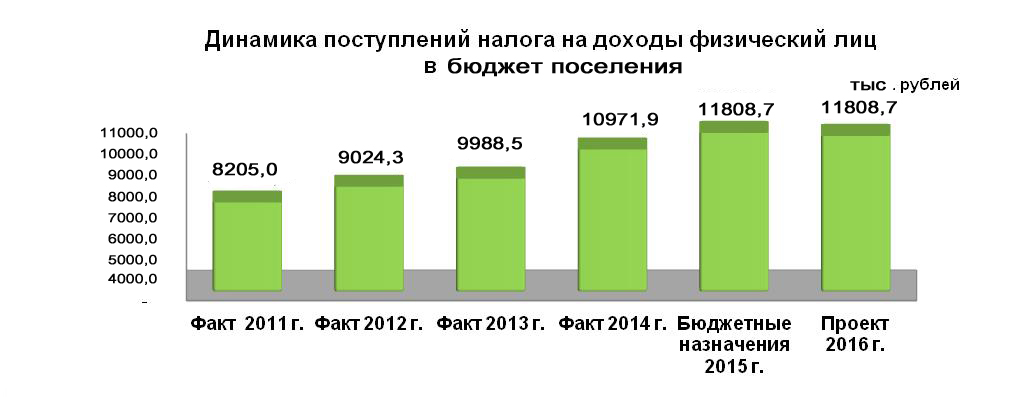 Динамика поступлений налога на доходы физический лиц
в бюджет поселения
тыс . рублей
11808,7
11808,7
10971,9
9988,5
9024,3
8205,0
11000,0
10000,0
9000,0
8000,0
7000,0
6000,0
5000,0
4000,0
-
Факт 2011 г.
Факт 2012 г.
Факт 2013 г.
Факт 2014 г.
Бюджетные
назначения
2015 г.
Проект
2016 г.